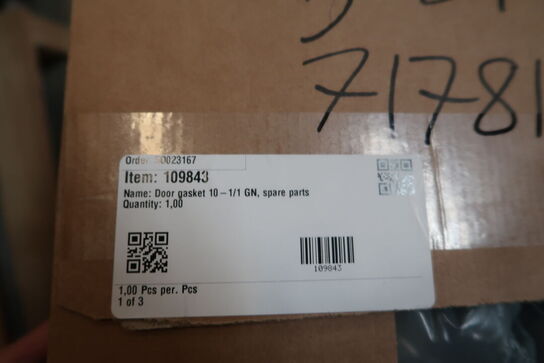 71781
Order: SO023167
Item: 109843
Name: Door gasket 10-1/1 GN, spare parts
Quantity: 1,00
109843
1,00 Pcs per. Pcs
1 of 3